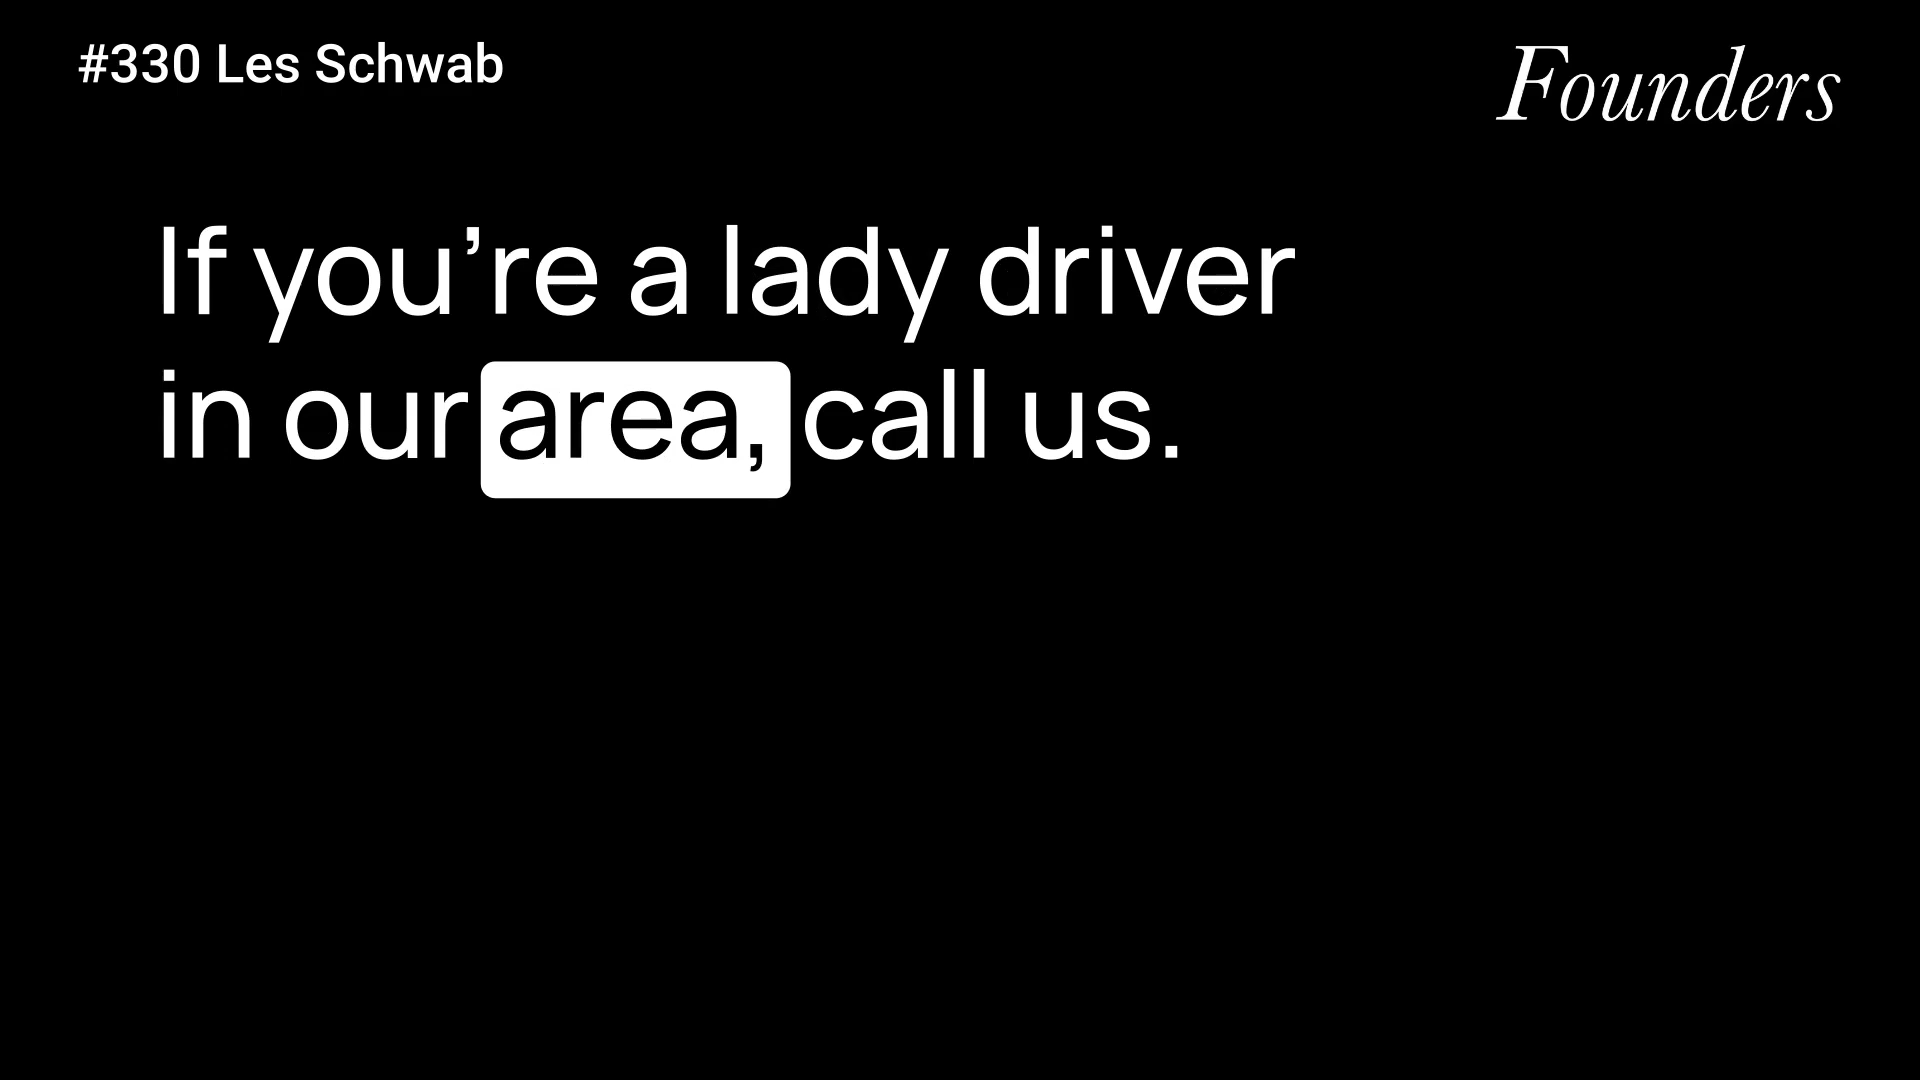 #330 Les Schwab
Founders
If you’re a lady driver
in our area, call us.